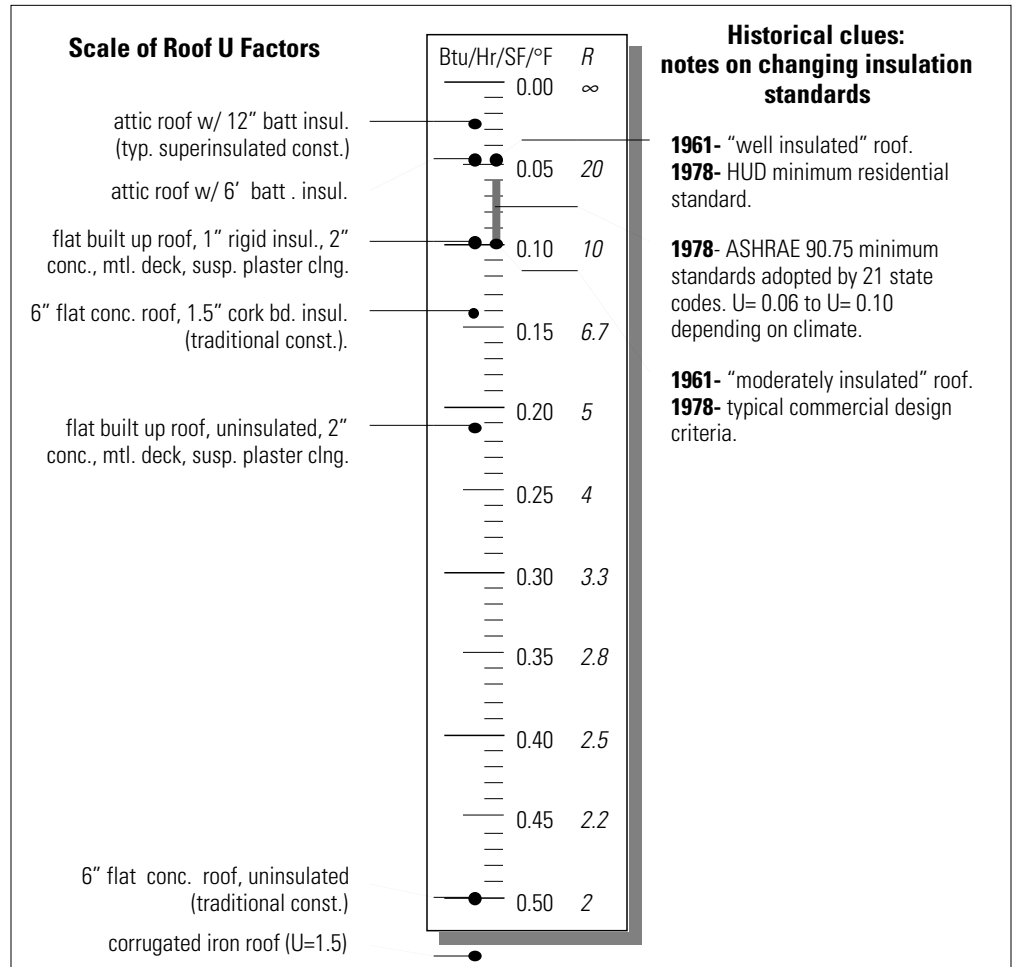 Scale of Roof U Factors
attic roof w/ 12" batt insul.
(typ. superinsulated const.)
attic roof w/ 6' batt . insul.
flat built up roof, 1" rigid insul., 2"
conc., mtl. deck, susp. plaster clng.
6" flat conc. roof, 1.5" cork bd. insul.
(traditional const.).
flat built up roof, uninsulated, 2"
conc., mtl. deck, susp. plaster clng.
6" flat conc. roof, uninsulated
(traditional const.)
corrugated iron roof (U=1.5)
Btu/Hr/SF/°F R
0.00 ∞
0.05 20
0.10 10
0.15 6.7
0.20 5
0.25 4
0.30 3.3
0.35 2.8
0.40 2.5
0.45 2.2
0.50 2
Historical clues:
notes on changing insulation
standards
1961- "well insulated" roof.
1978- HUD minimum residential
standard.
1978- ASHRAE 90.75 minimum
standards adopted by 21 state
codes. U= 0.06 to U= 0.10
depending on climate.
1961- "moderately insulated" roof.
1978- typical commercial design
criteria.